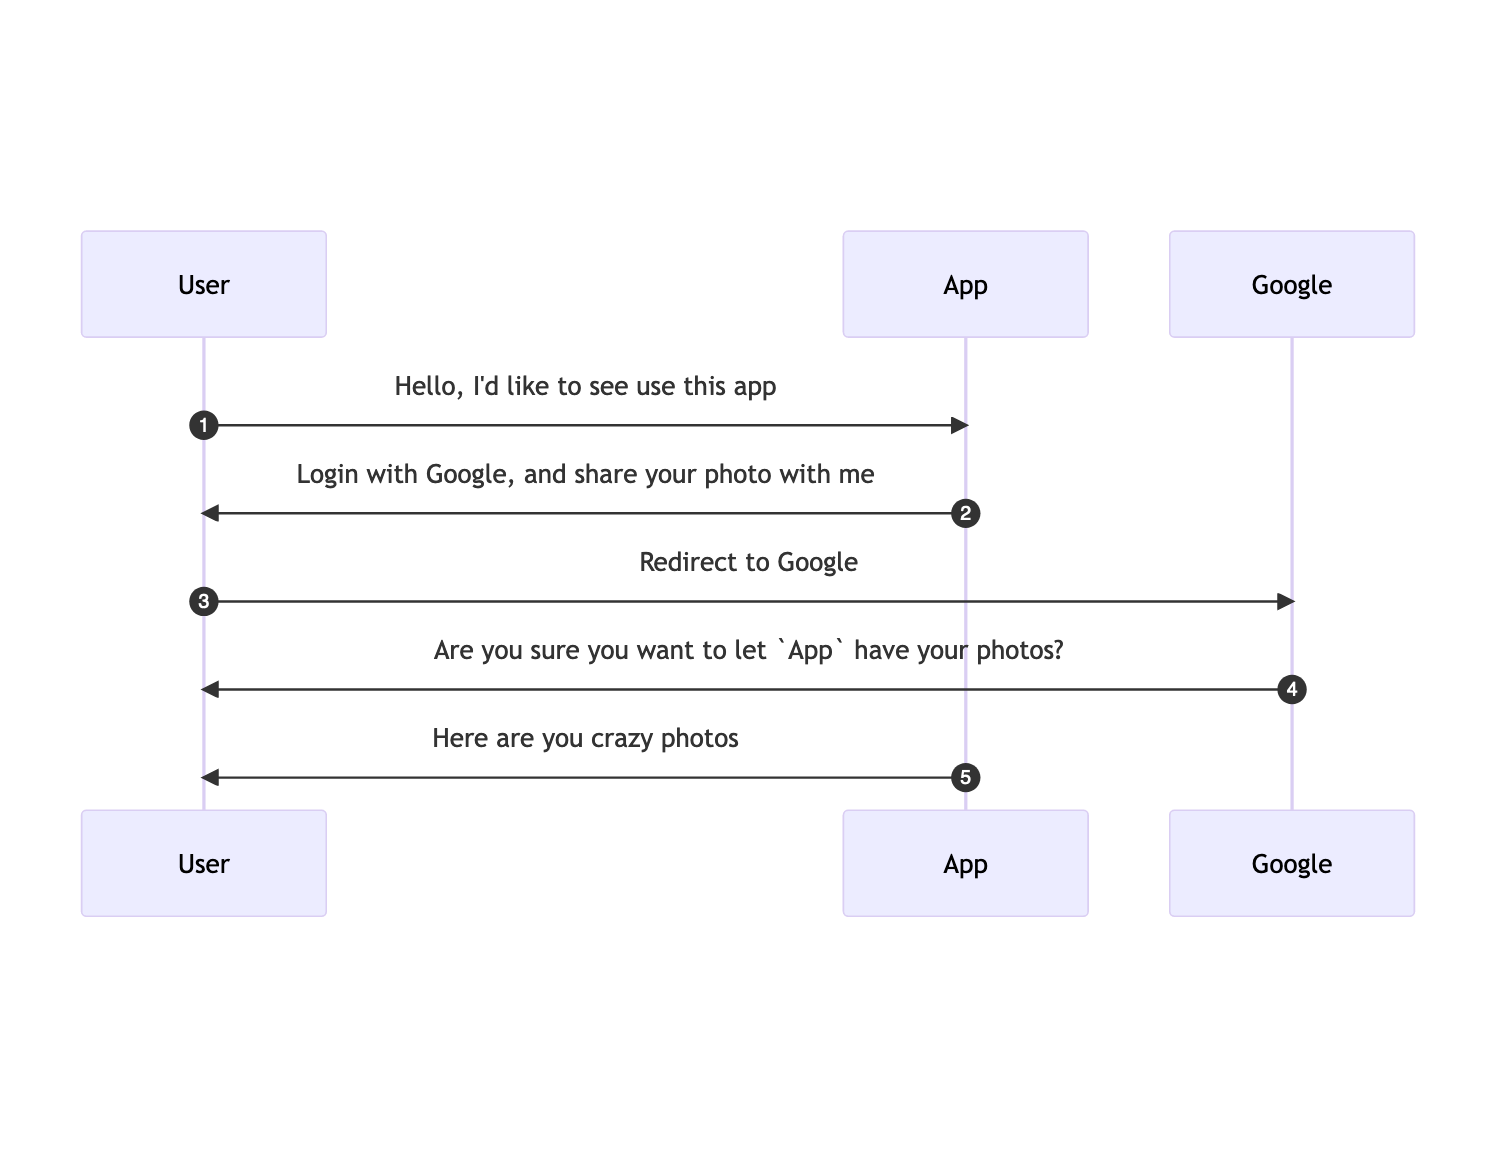 User
App
Google
Hello, I'd like to see use this app
1
Login with Google, and share your photo with me
2
Redirect to Google
3
Are you sure you want to let `App` have your photos?
4
Here are you crazy photos
5
User
App
Google